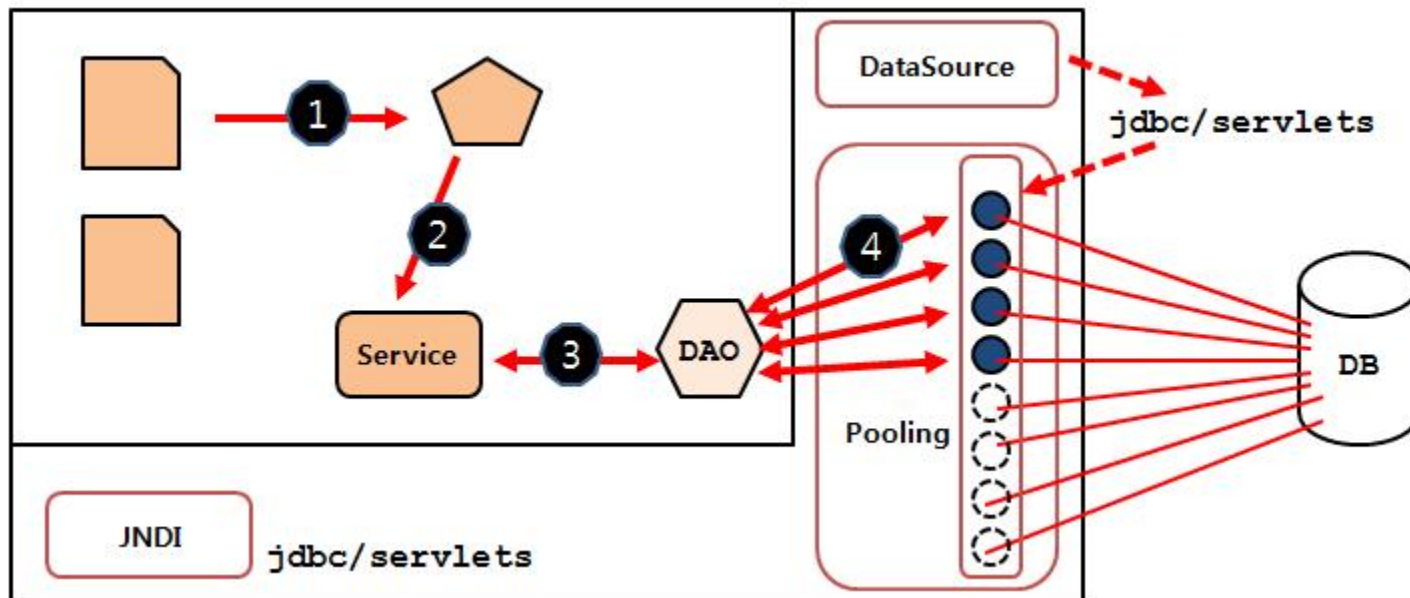 DataSource
1
jdbc/servlets
2
4
Service
3
DAO
DB
Pooling
JNDI
jdbc/servlets